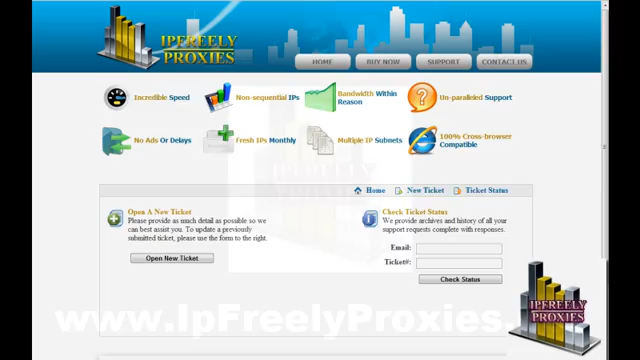 IPFREELY
PROXIES
HOME
BUY NOW
SUPPORT
CONTACT US
Incredible Speed
Non-sequential IPs
Bandwidth Within
Reason
Un-paralleled Support
No Ads Or Delays
Fresh IPs Monthly
Multiple IP Subnets
100% Cross-browser
Compatible
Home
New Ticket
Ticket Status
Open A New Ticket
Please provide as much detail as possible so we
can best assist you. To update a previously
submitted ticket, please use the form to the right.
Open New Ticket
Check Ticket Status
We provide archives and history of all your
support requests complete with responses.
Email:
Ticket#:
Check Status
www.IpFreelyProxies.
IPFREELY
PROXIES